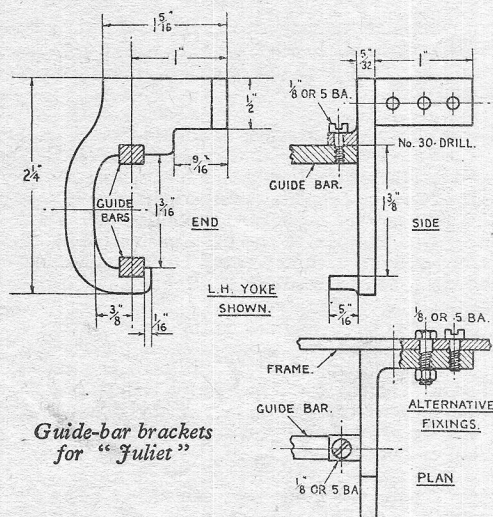 1 5/16"
1"
1/2"
2 1/4"
9/16"
GUIDE
BARS
1 3/16"
END
L.H. YOKE
SHOWN.
3/8"
1/16"
5/32"
1"
1/8" OR 5 BA.
No. 30·DRILL.
GUIDE BAR.
1 3/8"
SIDE
5/16"
1/8" OR 5 BA.
FRAME.
ALTERNATIVE
FIXINGS.
GUIDE BAR.
1/8" OR 5 BA
PLAN
Guide-bar brackets
for "Juliet"